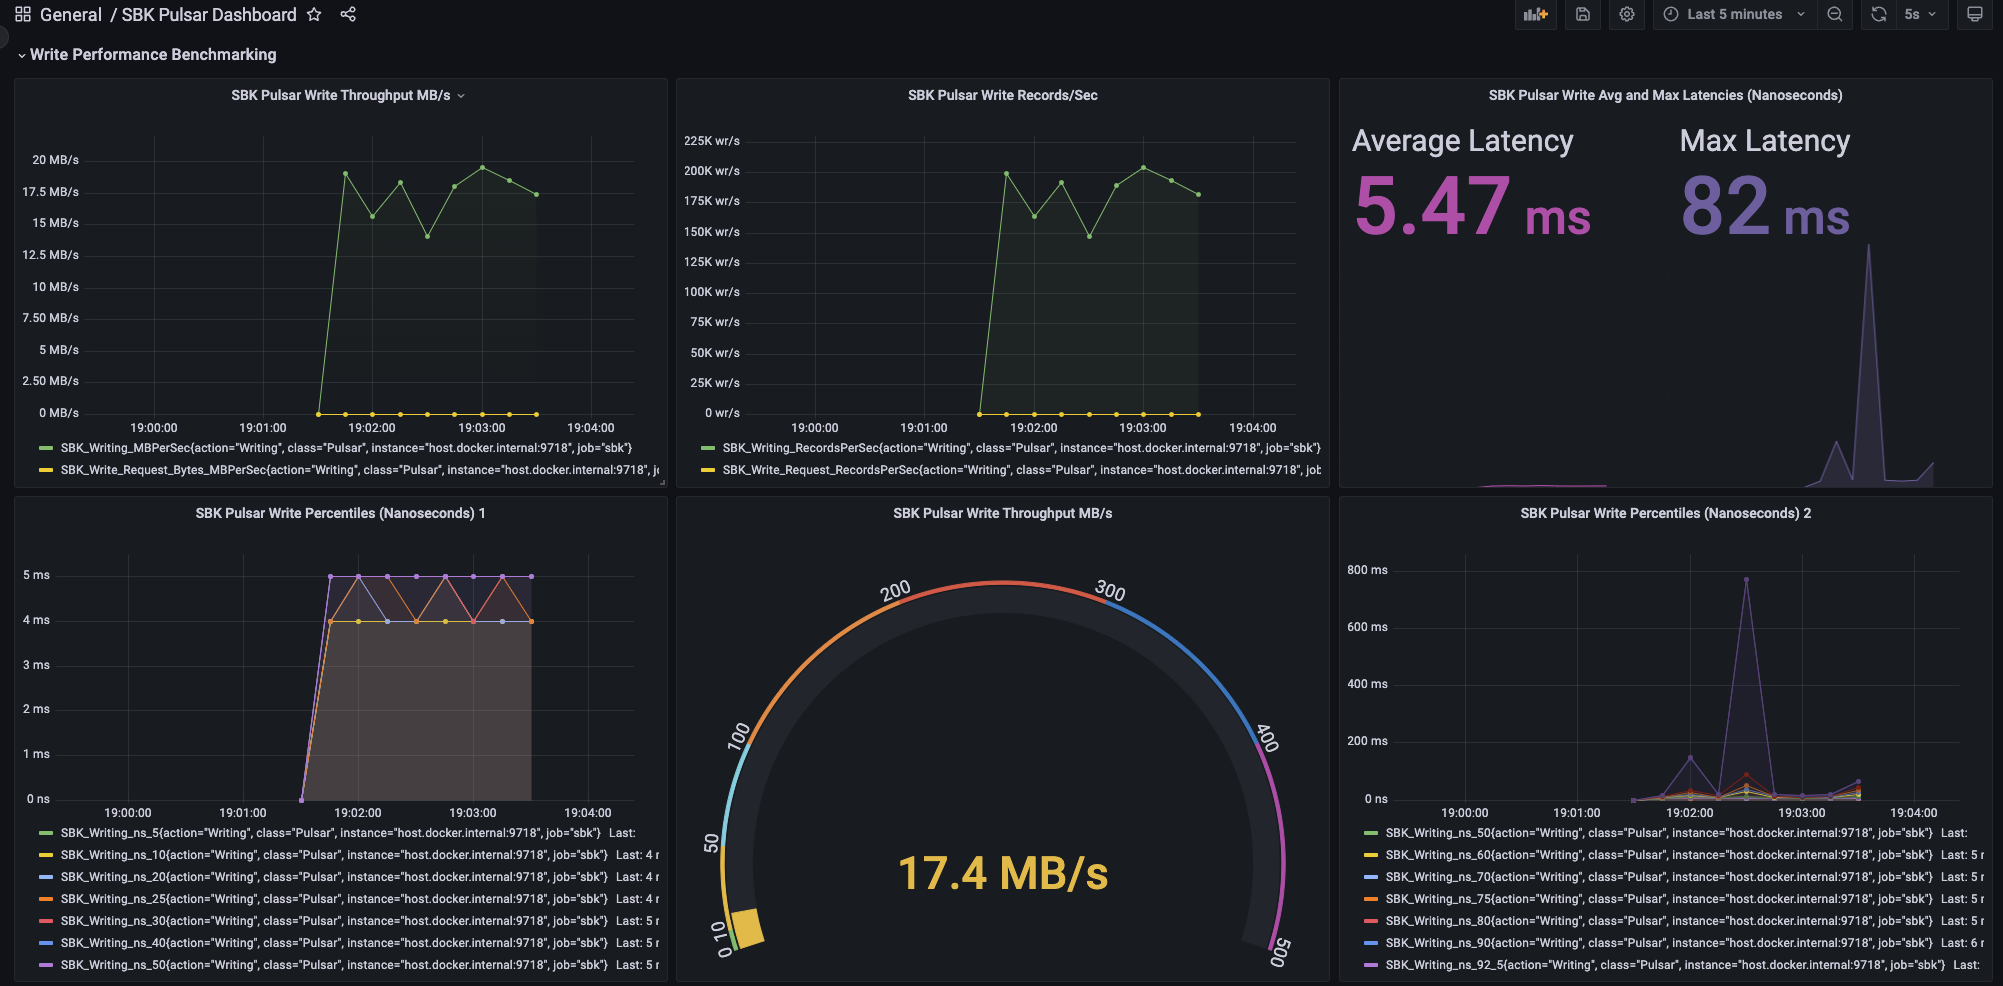 General / SBK Pulsar Dashboard
Last 5 minutes
5s
Write Performance Benchmarking
SBK Pulsar Write Throughput MB/s
20 MB/s
17.5 MB/s
15 MB/s
12.5 MB/s
10 MB/s
7.50 MB/s
5 MB/s
2.50 MB/s
0 MB/s
19:00:00 19:01:00 19:02:00 19:03:00 19:04:00
SBK_Writing_MBPerSec{action="Writing", class="Pulsar", instance="host.docker.internal:9718", job="sbk"}
SBK_Write_Request_Bytes_MBPerSec{action="Writing", class="Pulsar", instance="host.docker.internal:9718",
SBK Pulsar Write Records/Sec
225K wr/s
200K wr/s
175K wr/s
150K wr/s
125K wr/s
100K wr/s
75K wr/s
50K wr/s
25K wr/s
0 wr/s
19:00:00 19:01:00 19:02:00 19:03:00 19:04:00
SBK_Writing_RecordsPerSec{action="Writing", class="Pulsar", instance="host.docker.internal:9718", job="sbk"}
SBK_Write_Request_RecordsPerSec{action="Writing", class="Pulsar", instance="host.docker.internal:9718", job
SBK Pulsar Write Avg and Max Latencies (Nanoseconds)
Average Latency
5.47 ms
Max Latency
82 ms
SBK Pulsar Write Percentiles (Nanoseconds) 1
5 ms
4 ms
3 ms
2 ms
1 ms
0 ns
19:00:00 19:01:00 19:02:00 19:03:00 19:04:00
SBK_Writing_ns_5{action="Writing", class="Pulsar", instance="host.docker.internal:9718", job="sbk"} Last:
SBK_Writing_ns_10{action="Writing", class="Pulsar", instance="host.docker.internal:9718", job="sbk"} Last: 4
SBK_Writing_ns_20{action="Writing", class="Pulsar", instance="host.docker.internal:9718", job="sbk"} Last: 4
SBK_Writing_ns_25{action="Writing", class="Pulsar", instance="host.docker.internal:9718", job="sbk"} Last: 4
SBK_Writing_ns_30{action="Writing", class="Pulsar", instance="host.docker.internal:9718", job="sbk"} Last: 5
SBK_Writing_ns_40{action="Writing", class="Pulsar", instance="host.docker.internal:9718", job="sbk"} Last: 5
SBK_Writing_ns_50{action="Writing", class="Pulsar", instance="host.docker.internal:9718", job="sbk"} Last: 5
SBK Pulsar Write Throughput MB/s
0
10
50
100
200
300
400
500
17.4 MB/s
SBK Pulsar Write Percentiles (Nanoseconds) 2
800 ms
600 ms
400 ms
200 ms
0 ns
19:00:00 19:01:00 19:02:00 19:03:00 19:04:00
SBK_Writing_ns_50{action="Writing", class="Pulsar", instance="host.docker.internal:9718", job="sbk"} Last:
SBK_Writing_ns_60{action="Writing", class="Pulsar", instance="host.docker.internal:9718", job="sbk"} Last: 5
SBK_Writing_ns_70{action="Writing", class="Pulsar", instance="host.docker.internal:9718", job="sbk"} Last: 5
SBK_Writing_ns_75{action="Writing", class="Pulsar", instance="host.docker.internal:9718", job="sbk"} Last: 5
SBK_Writing_ns_80{action="Writing", class="Pulsar", instance="host.docker.internal:9718", job="sbk"} Last: 5
SBK_Writing_ns_90{action="Writing", class="Pulsar", instance="host.docker.internal:9718", job="sbk"} Last: 6
SBK_Writing_ns_92_5{action="Writing", class="Pulsar", instance="host.docker.internal:9718", job="sbk"} Last: